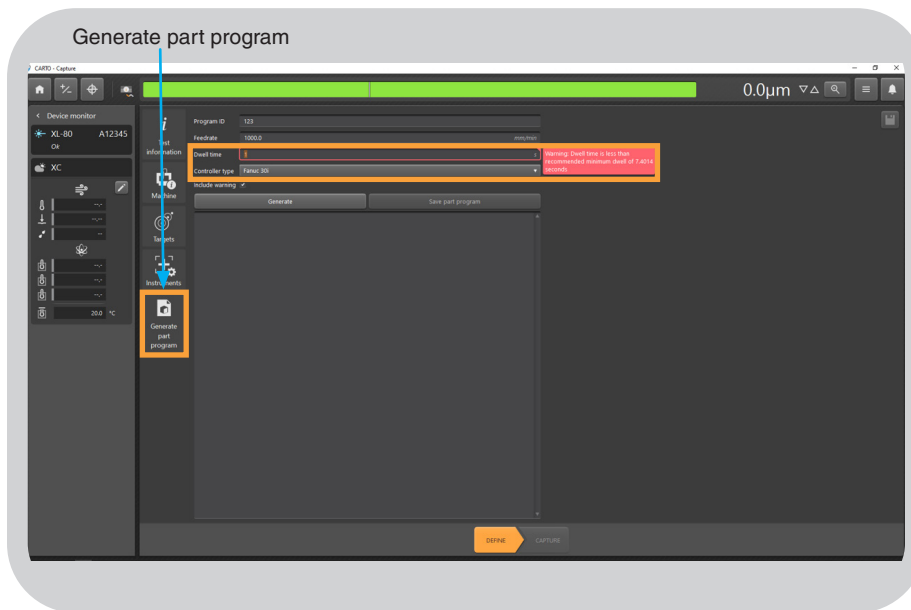 Generate part program
CARTO - Capture
0.0μm
Device monitor
XL-80 A12345
Ok
XC
--.-
--.--
--
--.-
--.-
--.-
20.0 °C
Test
information
Machine
Targets
Instruments
Generate
part
program
Program ID 123
Feedrate 1000.0 mm/min
Dwell time s
Warning: Dwell time is less than
recommended minimum dwell of 7.4014
seconds
Controller type Fanuc 30i
Include warning
Generate Save part program
DEFINE CAPTURE